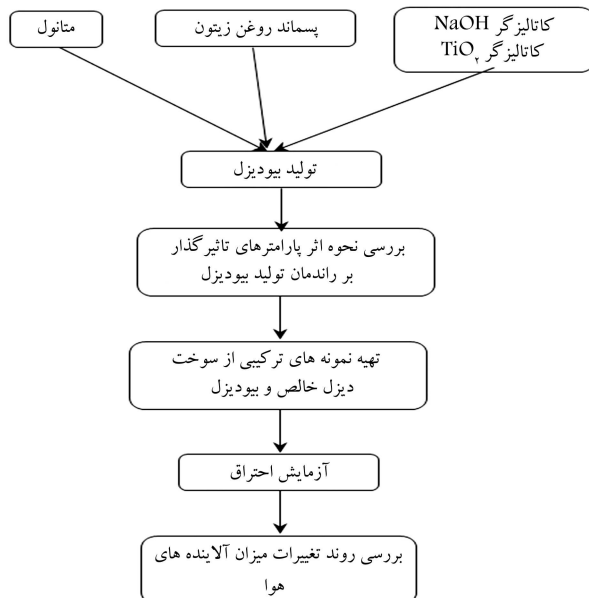 کاتالیزگر NaOH
کاتالیزگر TiO۲
پسماند روغن زیتون
متانول
تولید بیودیزل
بررسی نحوه اثر پارامترهای تاثیرگذار
بر راندمان تولید بیودیزل
تهیه نمونه های ترکیبی از سوخت
دیزل خالص و بیودیزل
آزمایش احتراق
بررسی روند تغییرات میزان آلاینده های
هوا